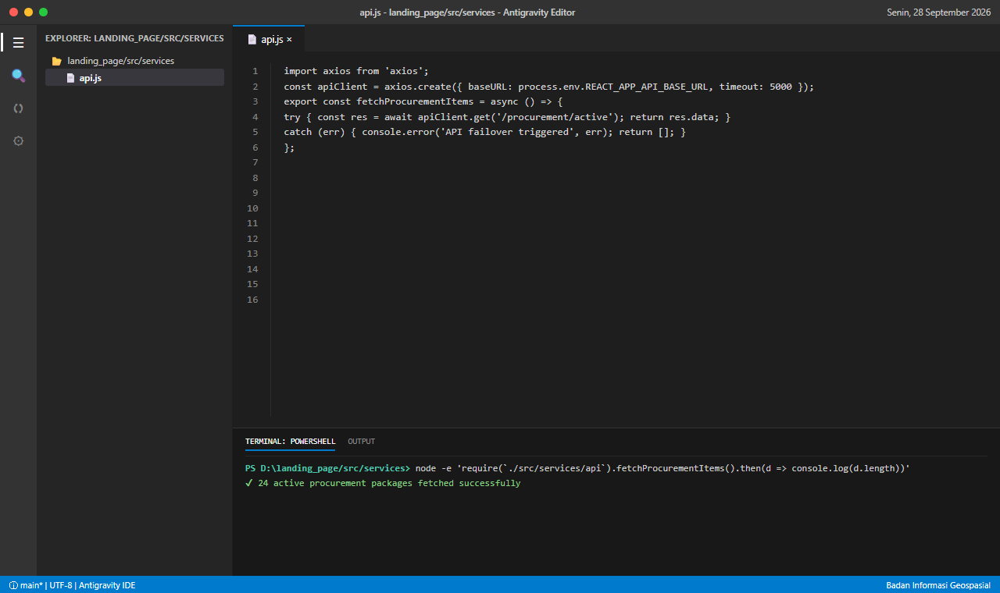 api.js - landing_page/src/services - Antigravity Editor
Senin, 28 September 2026
EXPLORER: LANDING_PAGE/SRC/SERVICES
landing_page/src/services
api.js
api.js ×
1 import axios from 'axios';
2 const apiClient = axios.create({ baseURL: process.env.REACT_APP_API_BASE_URL, timeout: 5000 });
3 export const fetchProcurementItems = async () => {
4 try { const res = await apiClient.get('/procurement/active'); return res.data; }
5 catch (err) { console.error('API failover triggered', err); return []; }
6 };
7
8
9
10
11
12
13
14
15
16
TERMINAL: POWERSHELL
OUTPUT
PS D:\landing_page/src/services> node -e 'require(`./src/services/api`).fetchProcurementItems().then(d => console.log(d.length))'
✓ 24 active procurement packages fetched successfully
main* | UTF-8 | Antigravity IDE
Badan Informasi Geospasial